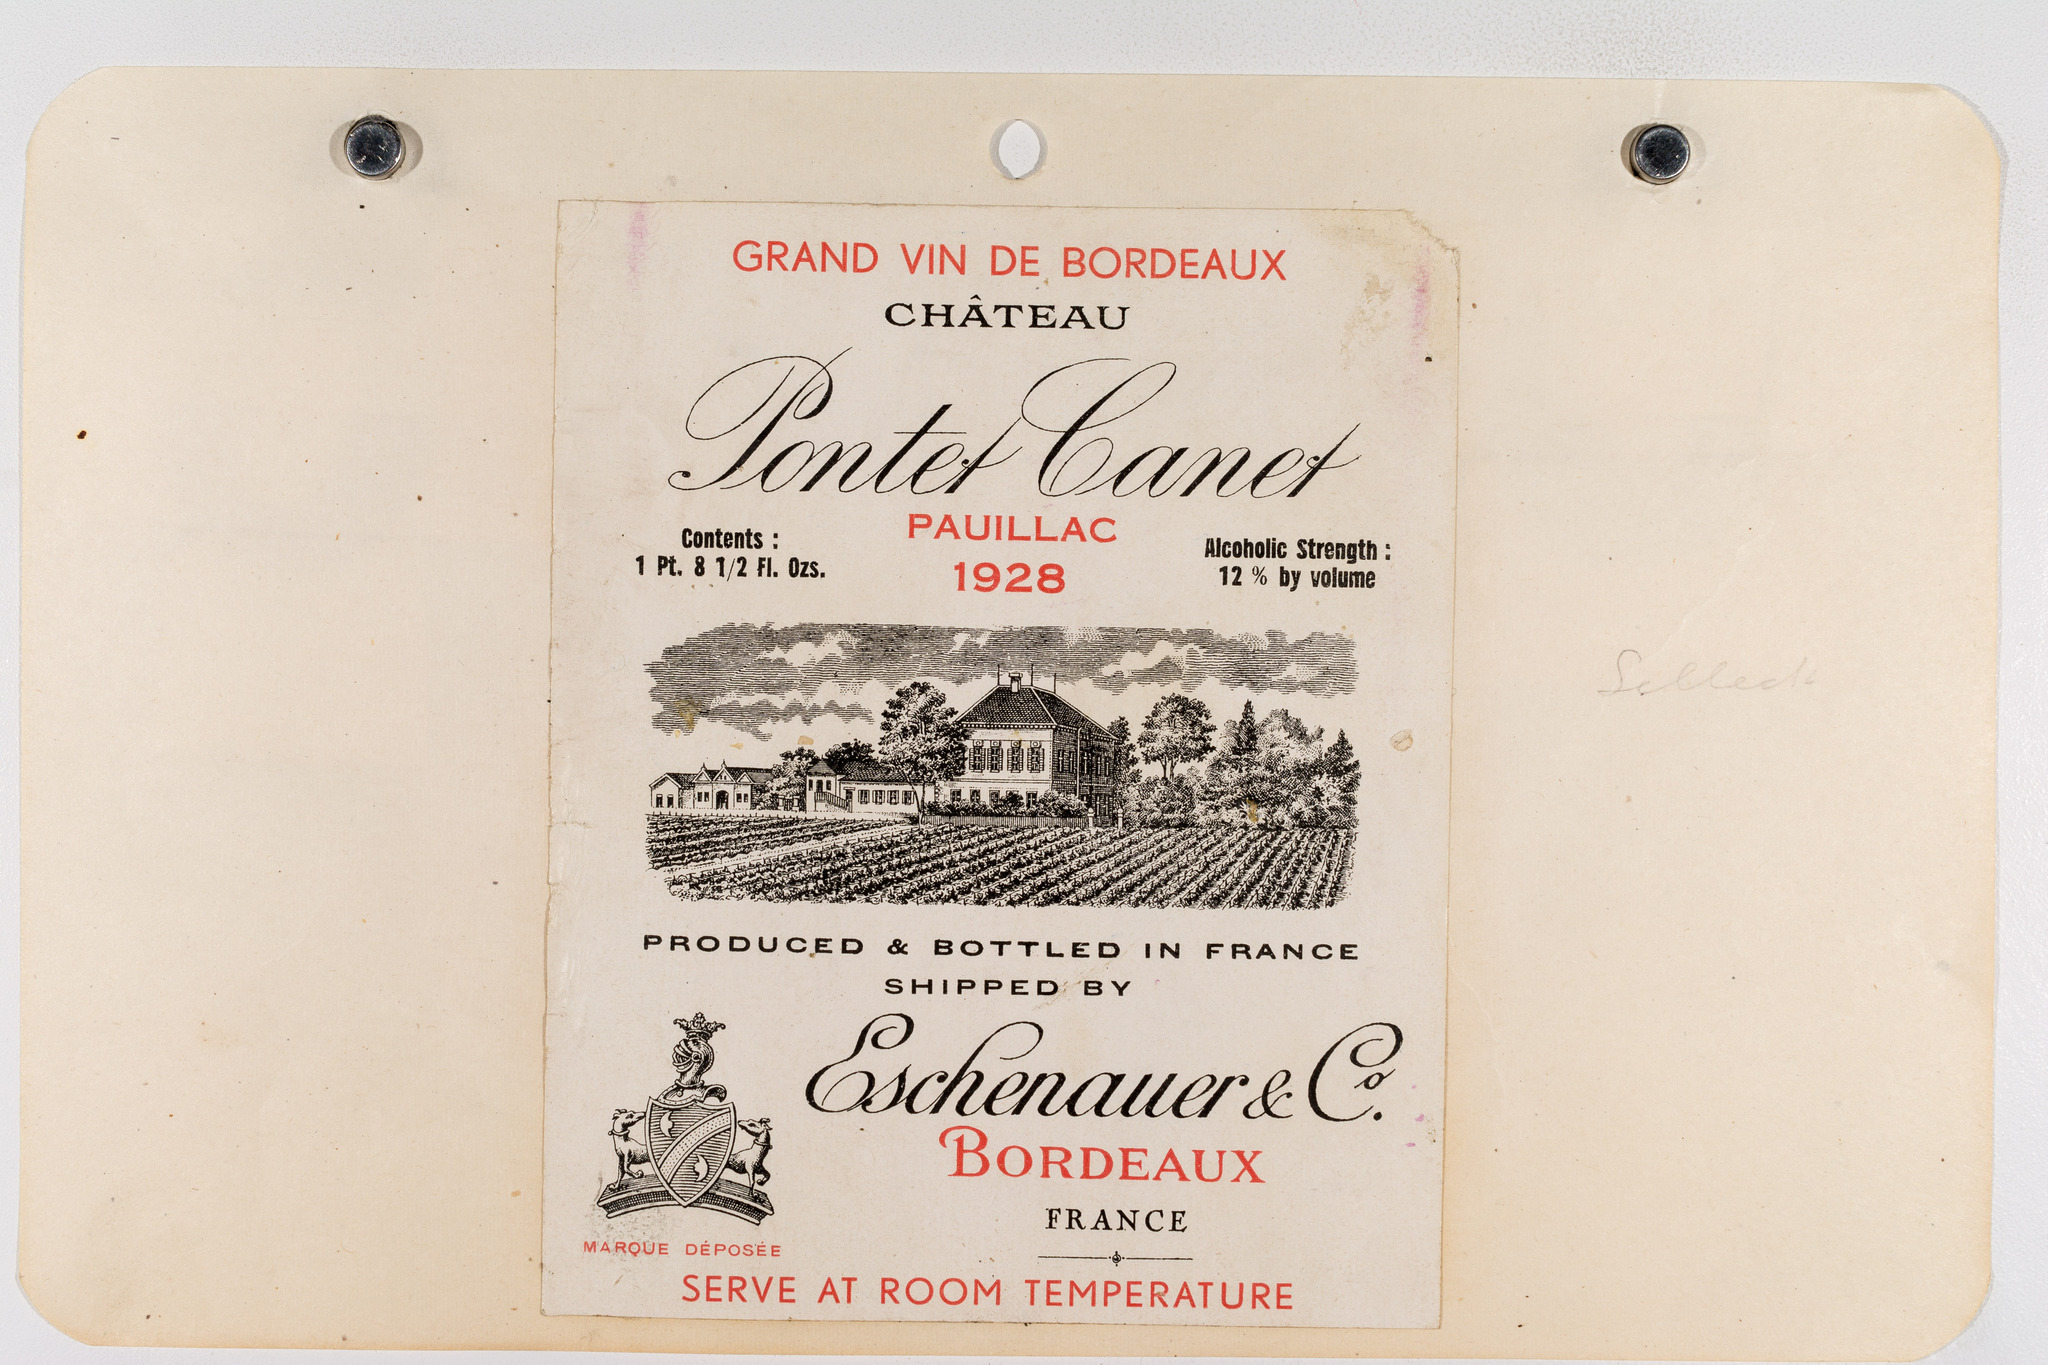 GRAND VIN DE BORDEAUX
CHÂTEAU
Pontet Canet
PAUILLAC
1928
Contents :
1 Pt. 8 1/2 Fl. Ozs.
Alcoholic Strength :
12 % by volume
PRODUCED & BOTTLED IN FRANCE
SHIPPED BY
Eschenauer & Co.
BORDEAUX
FRANCE
MARQUE DÉPOSÉE
SERVE AT ROOM TEMPERATURE